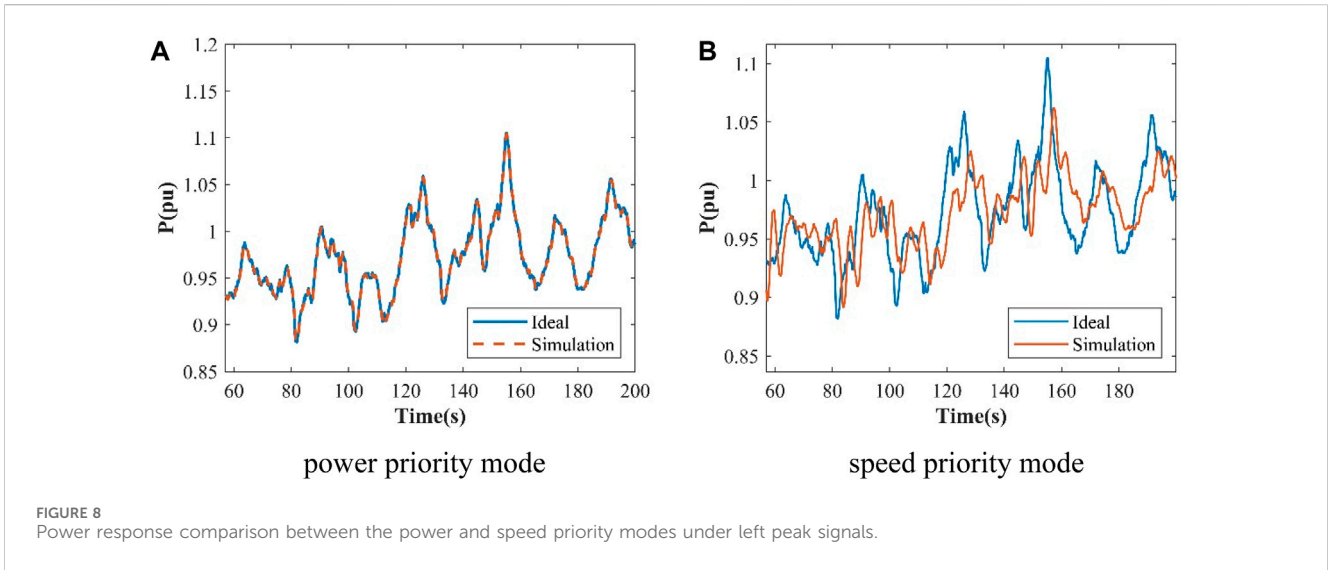 A
1.2
1.15
1.1
1.05
1
0.95
0.9
0.85
P(pu)
60 80 100 120 140 160 180 200
Time(s)
Ideal
Simulation
power priority mode
B
1.1
1.05
1
0.95
0.9
0.85
P(pu)
60 80 100 120 140 160 180
Time(s)
Ideal
Simulation
speed priority mode
FIGURE 8
Power response comparison between the power and speed priority modes under left peak signals.